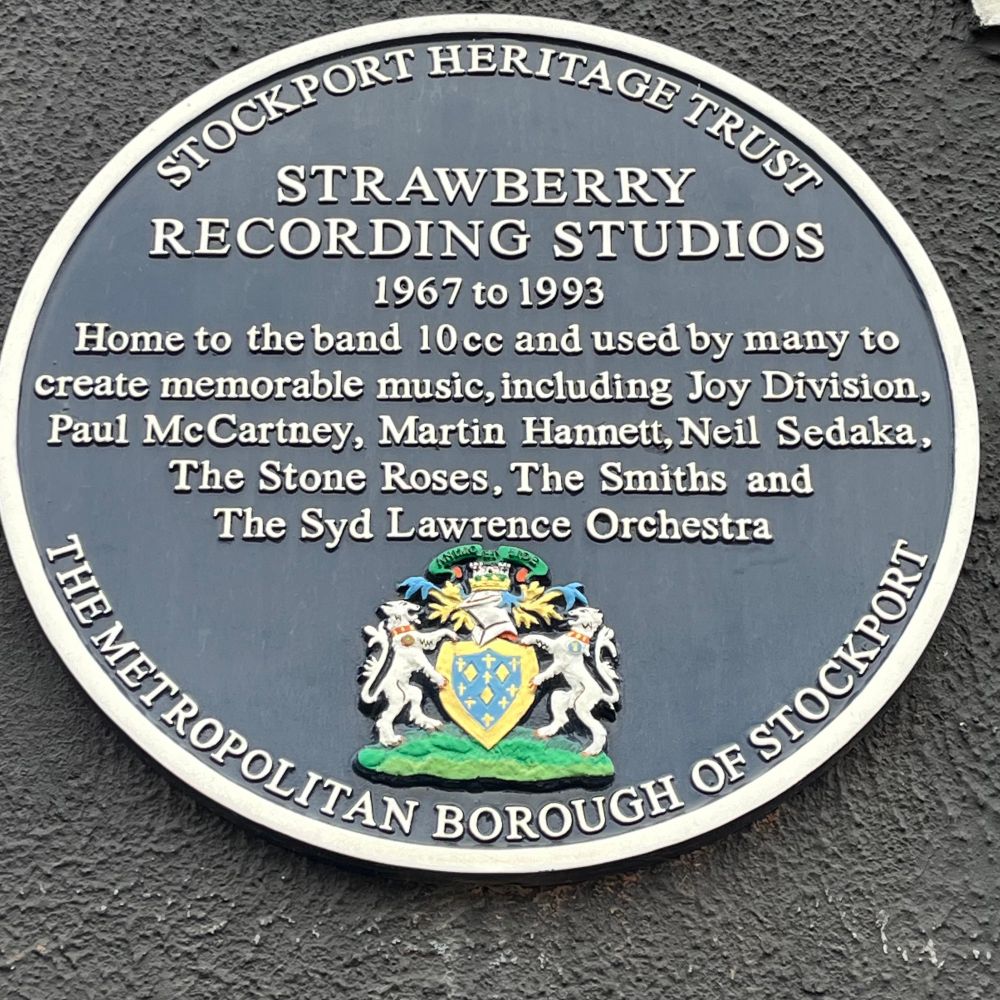 STOCKPORT HERITAGE TRUST
STRAWBERRY
RECORDING STUDIOS
1967 to 1993
Home to the band 10cc and used by many to
create memorable music, including Joy Division,
Paul McCartney, Martin Hannett, Neil Sedaka,
The Stone Roses, The Smiths and
The Syd Lawrence Orchestra
THE METROPOLITAN BOROUGH OF STOCKPORT